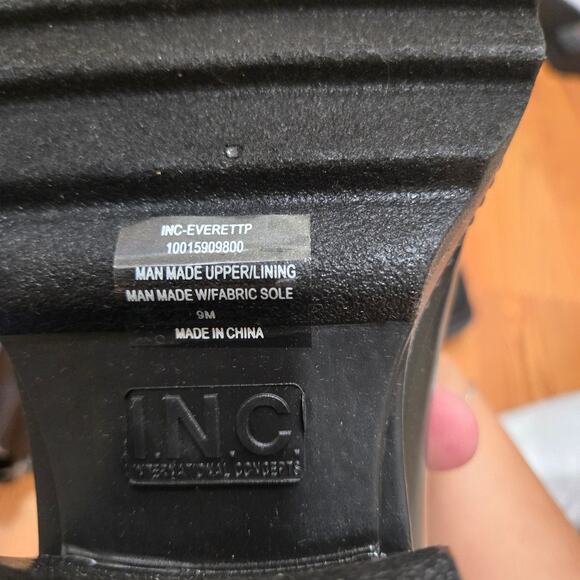 INC-EVERETTP
10015909800
MAN MADE UPPER/LINING
MAN MADE W/FABRIC SOLE
9M
MADE IN CHINA
I.N.C.
INTERNATIONAL CONCEPTS